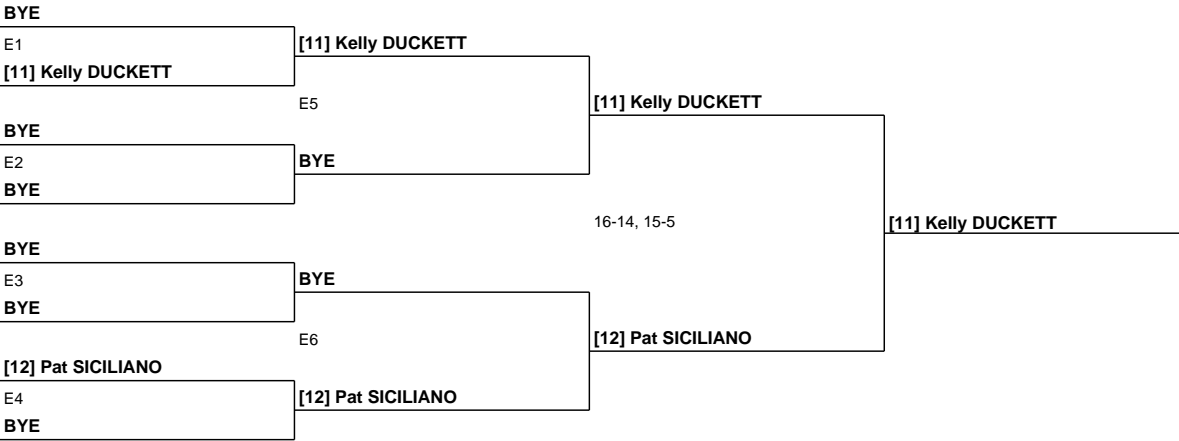 BYE
E1
[11] Kelly DUCKETT
[11] Kelly DUCKETT
E5
[11] Kelly DUCKETT
BYE
E2
BYE
BYE
16-14, 15-5
[11] Kelly DUCKETT
BYE
E3
BYE
BYE
E6
[12] Pat SICILIANO
[12] Pat SICILIANO
E4
[12] Pat SICILIANO
BYE